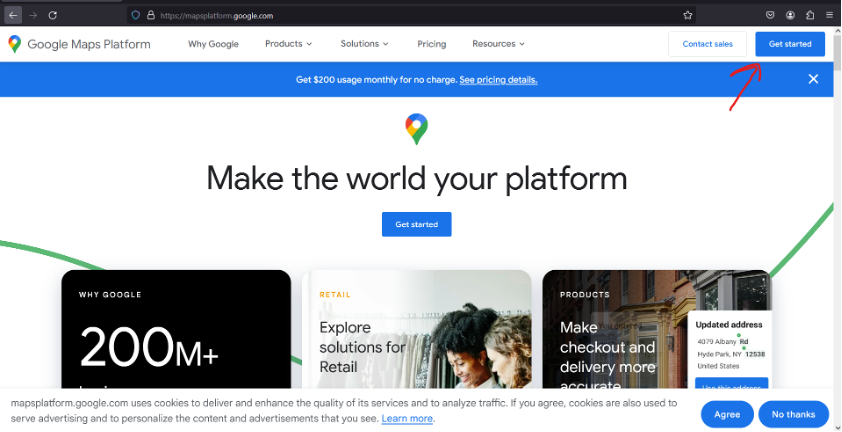 https://mapsplatform.google.com
Google Maps Platform
Why Google
Products
Solutions
Pricing
Resources
Contact sales
Get started
Get $200 usage monthly for no charge. See pricing details.
Make the world your platform
Get started
WHY GOOGLE
200M+
RETAIL
Explore
solutions for
Retail
PRODUCTS
Make
checkout and
delivery more
accurate
Updated address
4079 Albany Rd
Hyde Park, NY 12538
United States
Use this address
mapsplatform.google.com uses cookies to deliver and enhance the quality of its services and to analyze traffic. If you agree, cookies are also used to
serve advertising and to personalize the content and advertisements that you see. Learn more.
Agree
No thanks